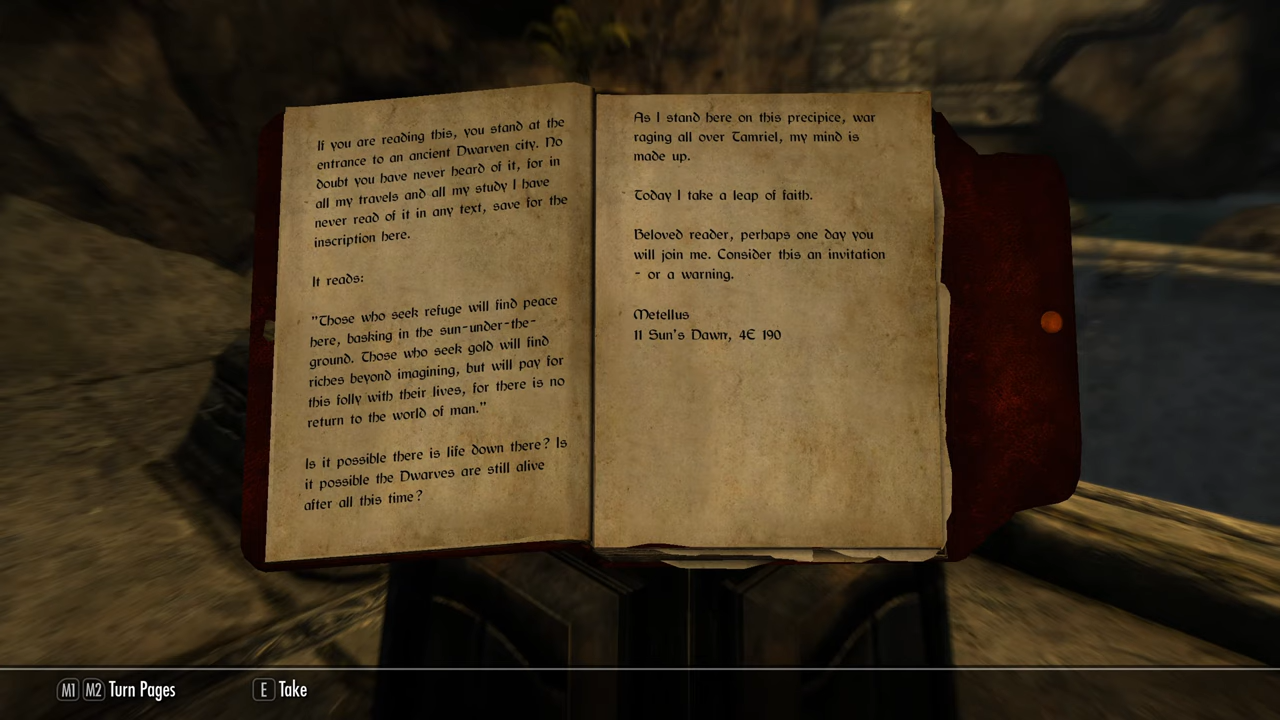 If you are reading this, you stand at the
entrance to an ancient Dwarven city. No
doubt you have never heard of it, for in
all my travels and all my study I have
never read of it in any text, save for the
inscription here.
It reads:
"Those who seek refuge will find peace
here, basking in the sun-under-the-
ground. Those who seek gold will find
riches beyond imagining, but will pay for
this folly with their lives, for there is no
return to the world of man."
Is it possible there is life down there? Is
it possible the Dwarves are still alive
after all this time?
As I stand here on this precipice, war
raging all over Tamriel, my mind is
made up.
Today I take a leap of faith.
Beloved reader, perhaps one day you
will join me. Consider this an invitation
- or a warning.
Metellus
11 Sun's Dawn, 4E 190
M1 M2 Turn Pages
E Take